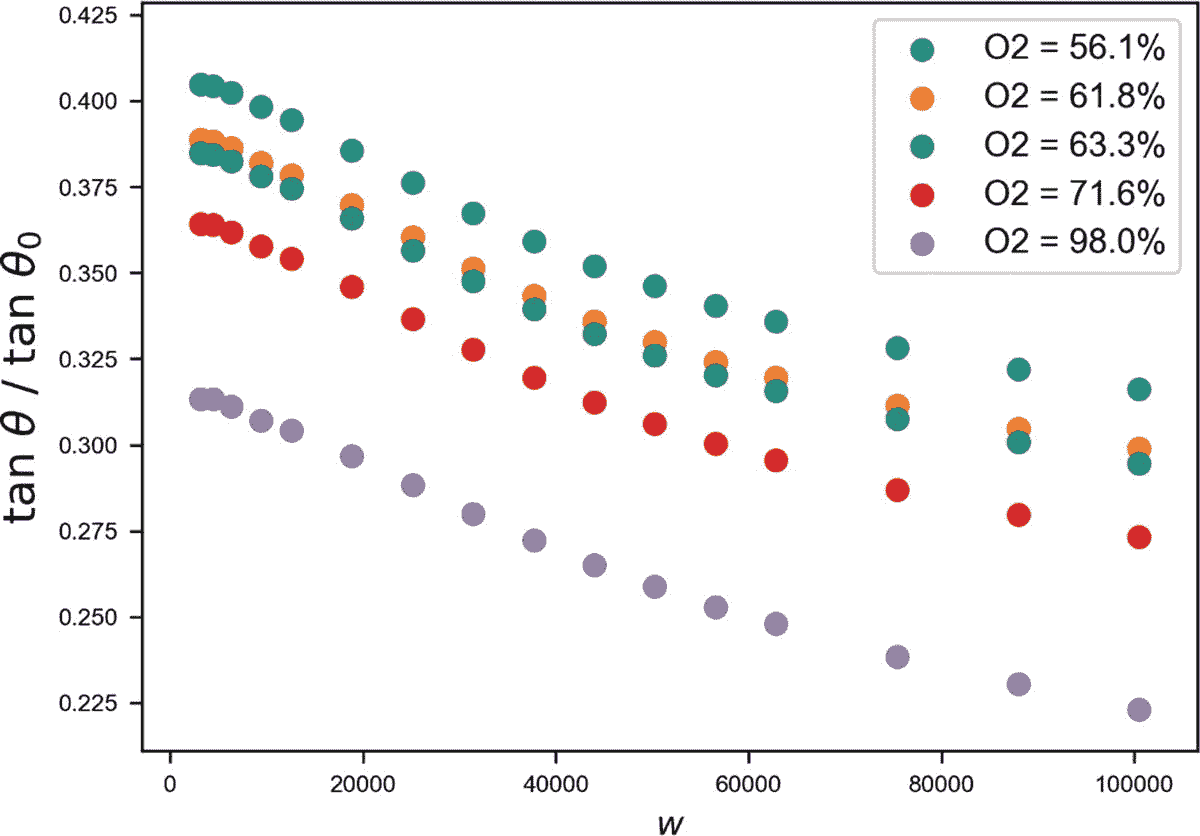 tan θ / tan θ₀
0.425
0.400
0.375
0.350
0.325
0.300
0.275
0.250
0.225
O2 = 56.1%
O2 = 61.8%
O2 = 63.3%
O2 = 71.6%
O2 = 98.0%
0 20000 40000 60000 80000 100000
w